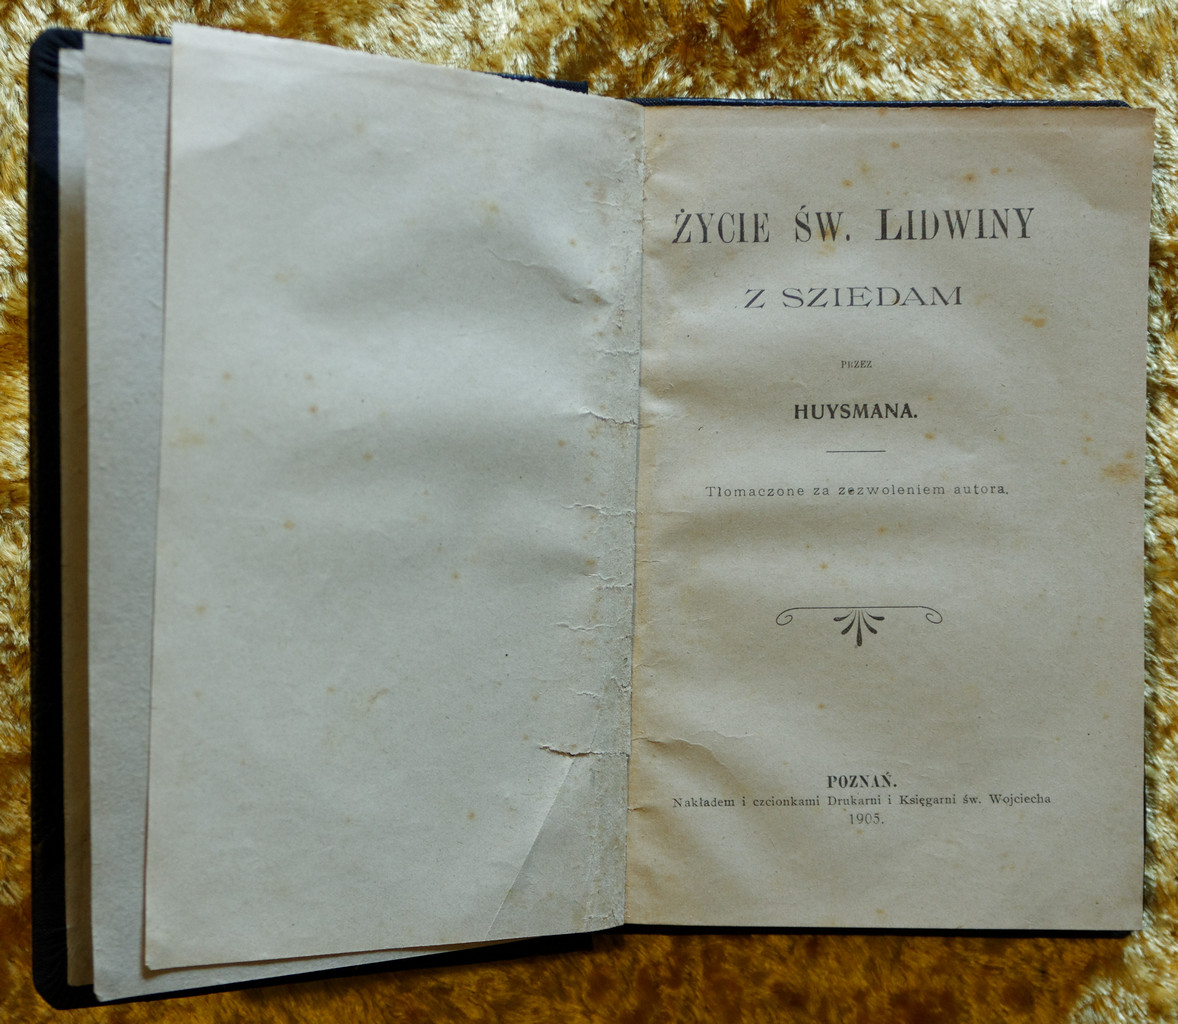 ŻYCIE ŚW. LIDWINY
Z SZIEDAM
PRZEZ
HUYSMANA.
Tłomaczone za zezwoleniem autora.
POZNAŃ.
Nakładem i czcionkami Drukarni i Księgarni św. Wojciecha
1905.